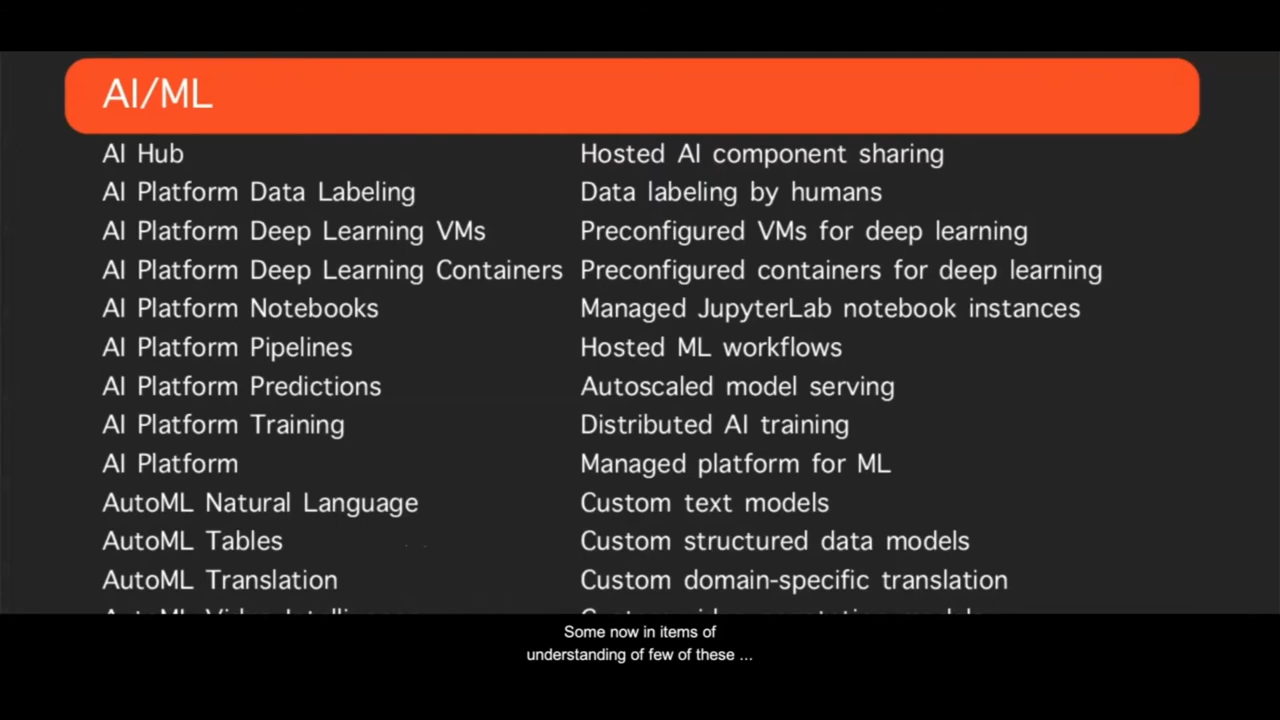 AI/ML
AI Hub Hosted AI component sharing
AI Platform Data Labeling Data labeling by humans
AI Platform Deep Learning VMs Preconfigured VMs for deep learning
AI Platform Deep Learning Containers Preconfigured containers for deep learning
AI Platform Notebooks Managed JupyterLab notebook instances
AI Platform Pipelines Hosted ML workflows
AI Platform Predictions Autoscaled model serving
AI Platform Training Distributed AI training
AI Platform Managed platform for ML
AutoML Natural Language Custom text models
AutoML Tables Custom structured data models
AutoML Translation Custom domain-specific translation
Some now in items of
understanding of few of these ...